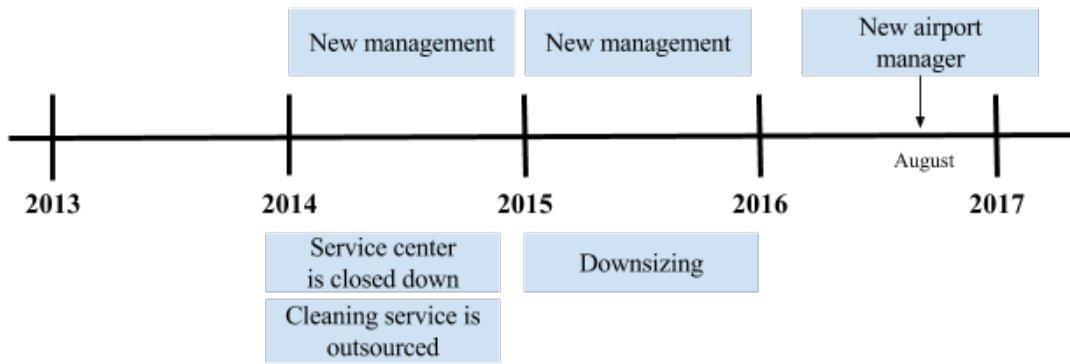 New management
New management
New airport
manager
August
2013
2014
2015
2016
2017
Service center
is closed down
Downsizing
Cleaning service is
outsourced